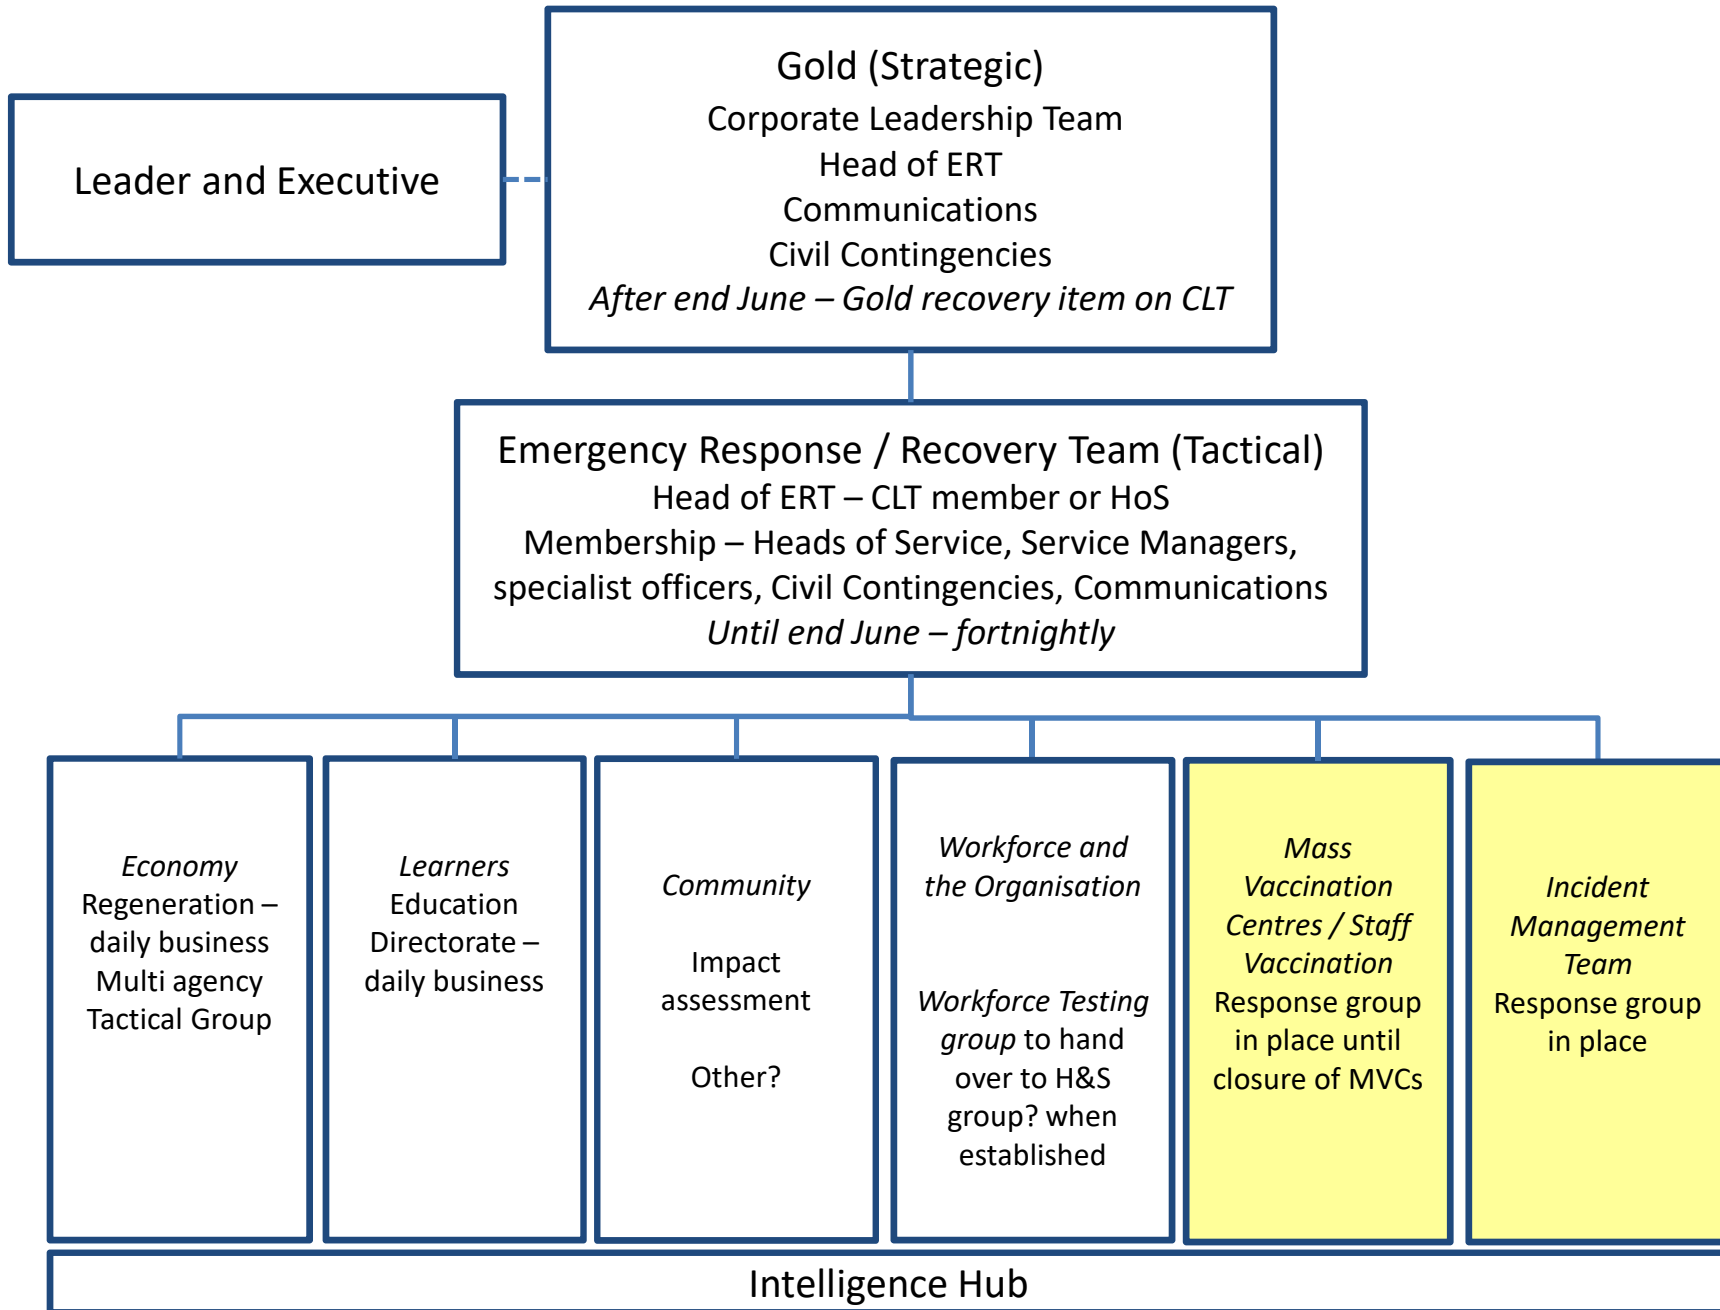 Gold (Strategic)
Corporate Leadership Team
Head of ERT
Communications
Civil Contingencies
After end June – Gold recovery item on CLT
Leader and Executive
Emergency Response / Recovery Team (Tactical)
Head of ERT – CLT member or HoS
Membership – Heads of Service, Service Managers,
specialist officers, Civil Contingencies, Communications
Until end June – fortnightly
Economy
Regeneration –
daily business
Multi agency
Tactical Group
Learners
Education
Directorate –
daily business
Community
Impact
assessment
Other?
Workforce and
the Organisation
Workforce Testing
group to hand
over to H&S
group? when
established
Mass
Vaccination
Centres / Staff
Vaccination
Response group
in place until
closure of MVCs
Incident
Management
Team
Response group
in place
Intelligence Hub